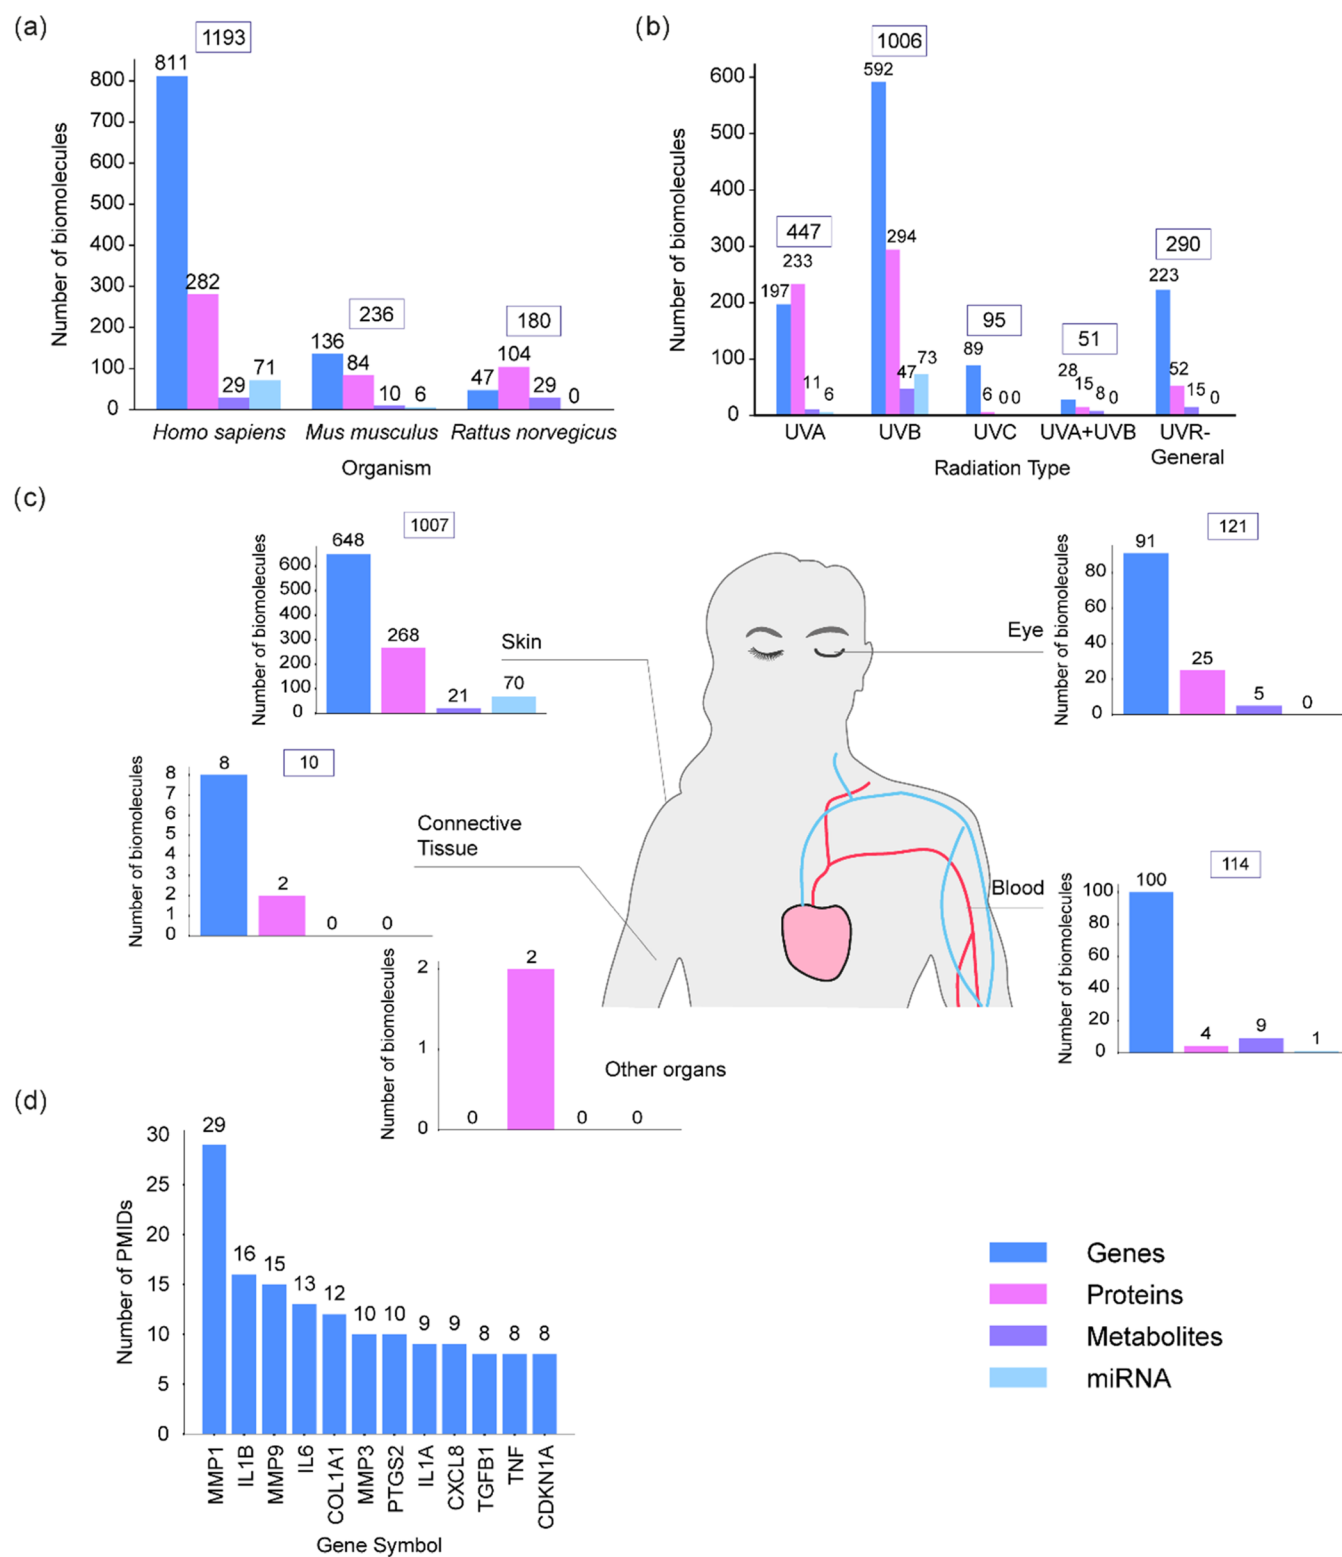 (a)
1193
811
282
29
71
236
136
84
10
6
180
47
104
29
0
800
700
600
500
400
300
200
100
0
Number of biomolecules
Homo sapiens
Mus musculus
Rattus norvegicus
Organism
(b)
1006
592
294
47
73
447
197
233
11
6
95
89
6
0
0
51
28
15
8
0
290
223
52
15
0
600
500
400
300
200
100
0
Number of biomolecules
UVA
UVB
UVC
UVA+UVB
UVR-
General
Radiation Type
(c)
1007
648
268
21
70
600
500
400
300
200
100
0
Number of biomolecules
Skin
121
91
25
5
0
80
60
40
20
0
Number of biomolecules
Eye
10
8
2
0
0
8
7
6
5
4
3
2
1
0
Number of biomolecules
Connective
Tissue
114
100
4
9
1
100
80
60
40
20
0
Number of biomolecules
Blood
0
2
0
0
2
1
0
Number of biomolecules
Other organs
(d)
29
16
15
13
12
10
10
9
9
8
8
8
30
25
20
15
10
5
0
Number of PMIDs
MMP1
IL1B
MMP9
IL6
COL1A1
MMP3
PTGS2
IL1A
CXCL8
TGFB1
TNF
CDKN1A
Gene Symbol
Genes
Proteins
Metabolites
miRNA